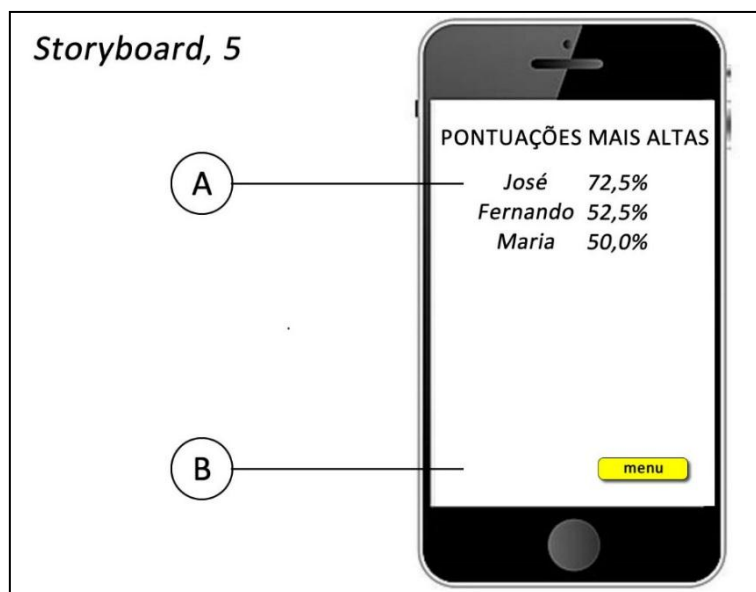 Storyboard, 5
PONTUAÇÕES MAIS ALTAS
A
José 72,5%
Fernando 52,5%
Maria 50,0%
B
menu